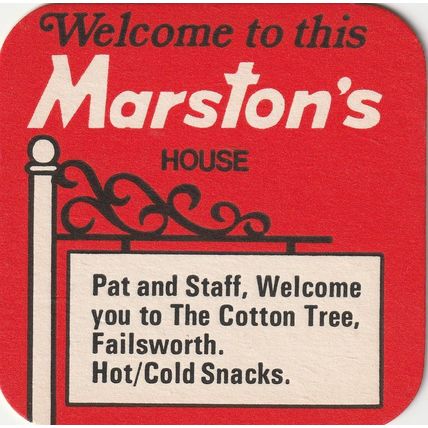 Welcome to this
Marston's
HOUSE
Pat and Staff, Welcome
you to The Cotton Tree,
Failsworth.
Hot/Cold Snacks.